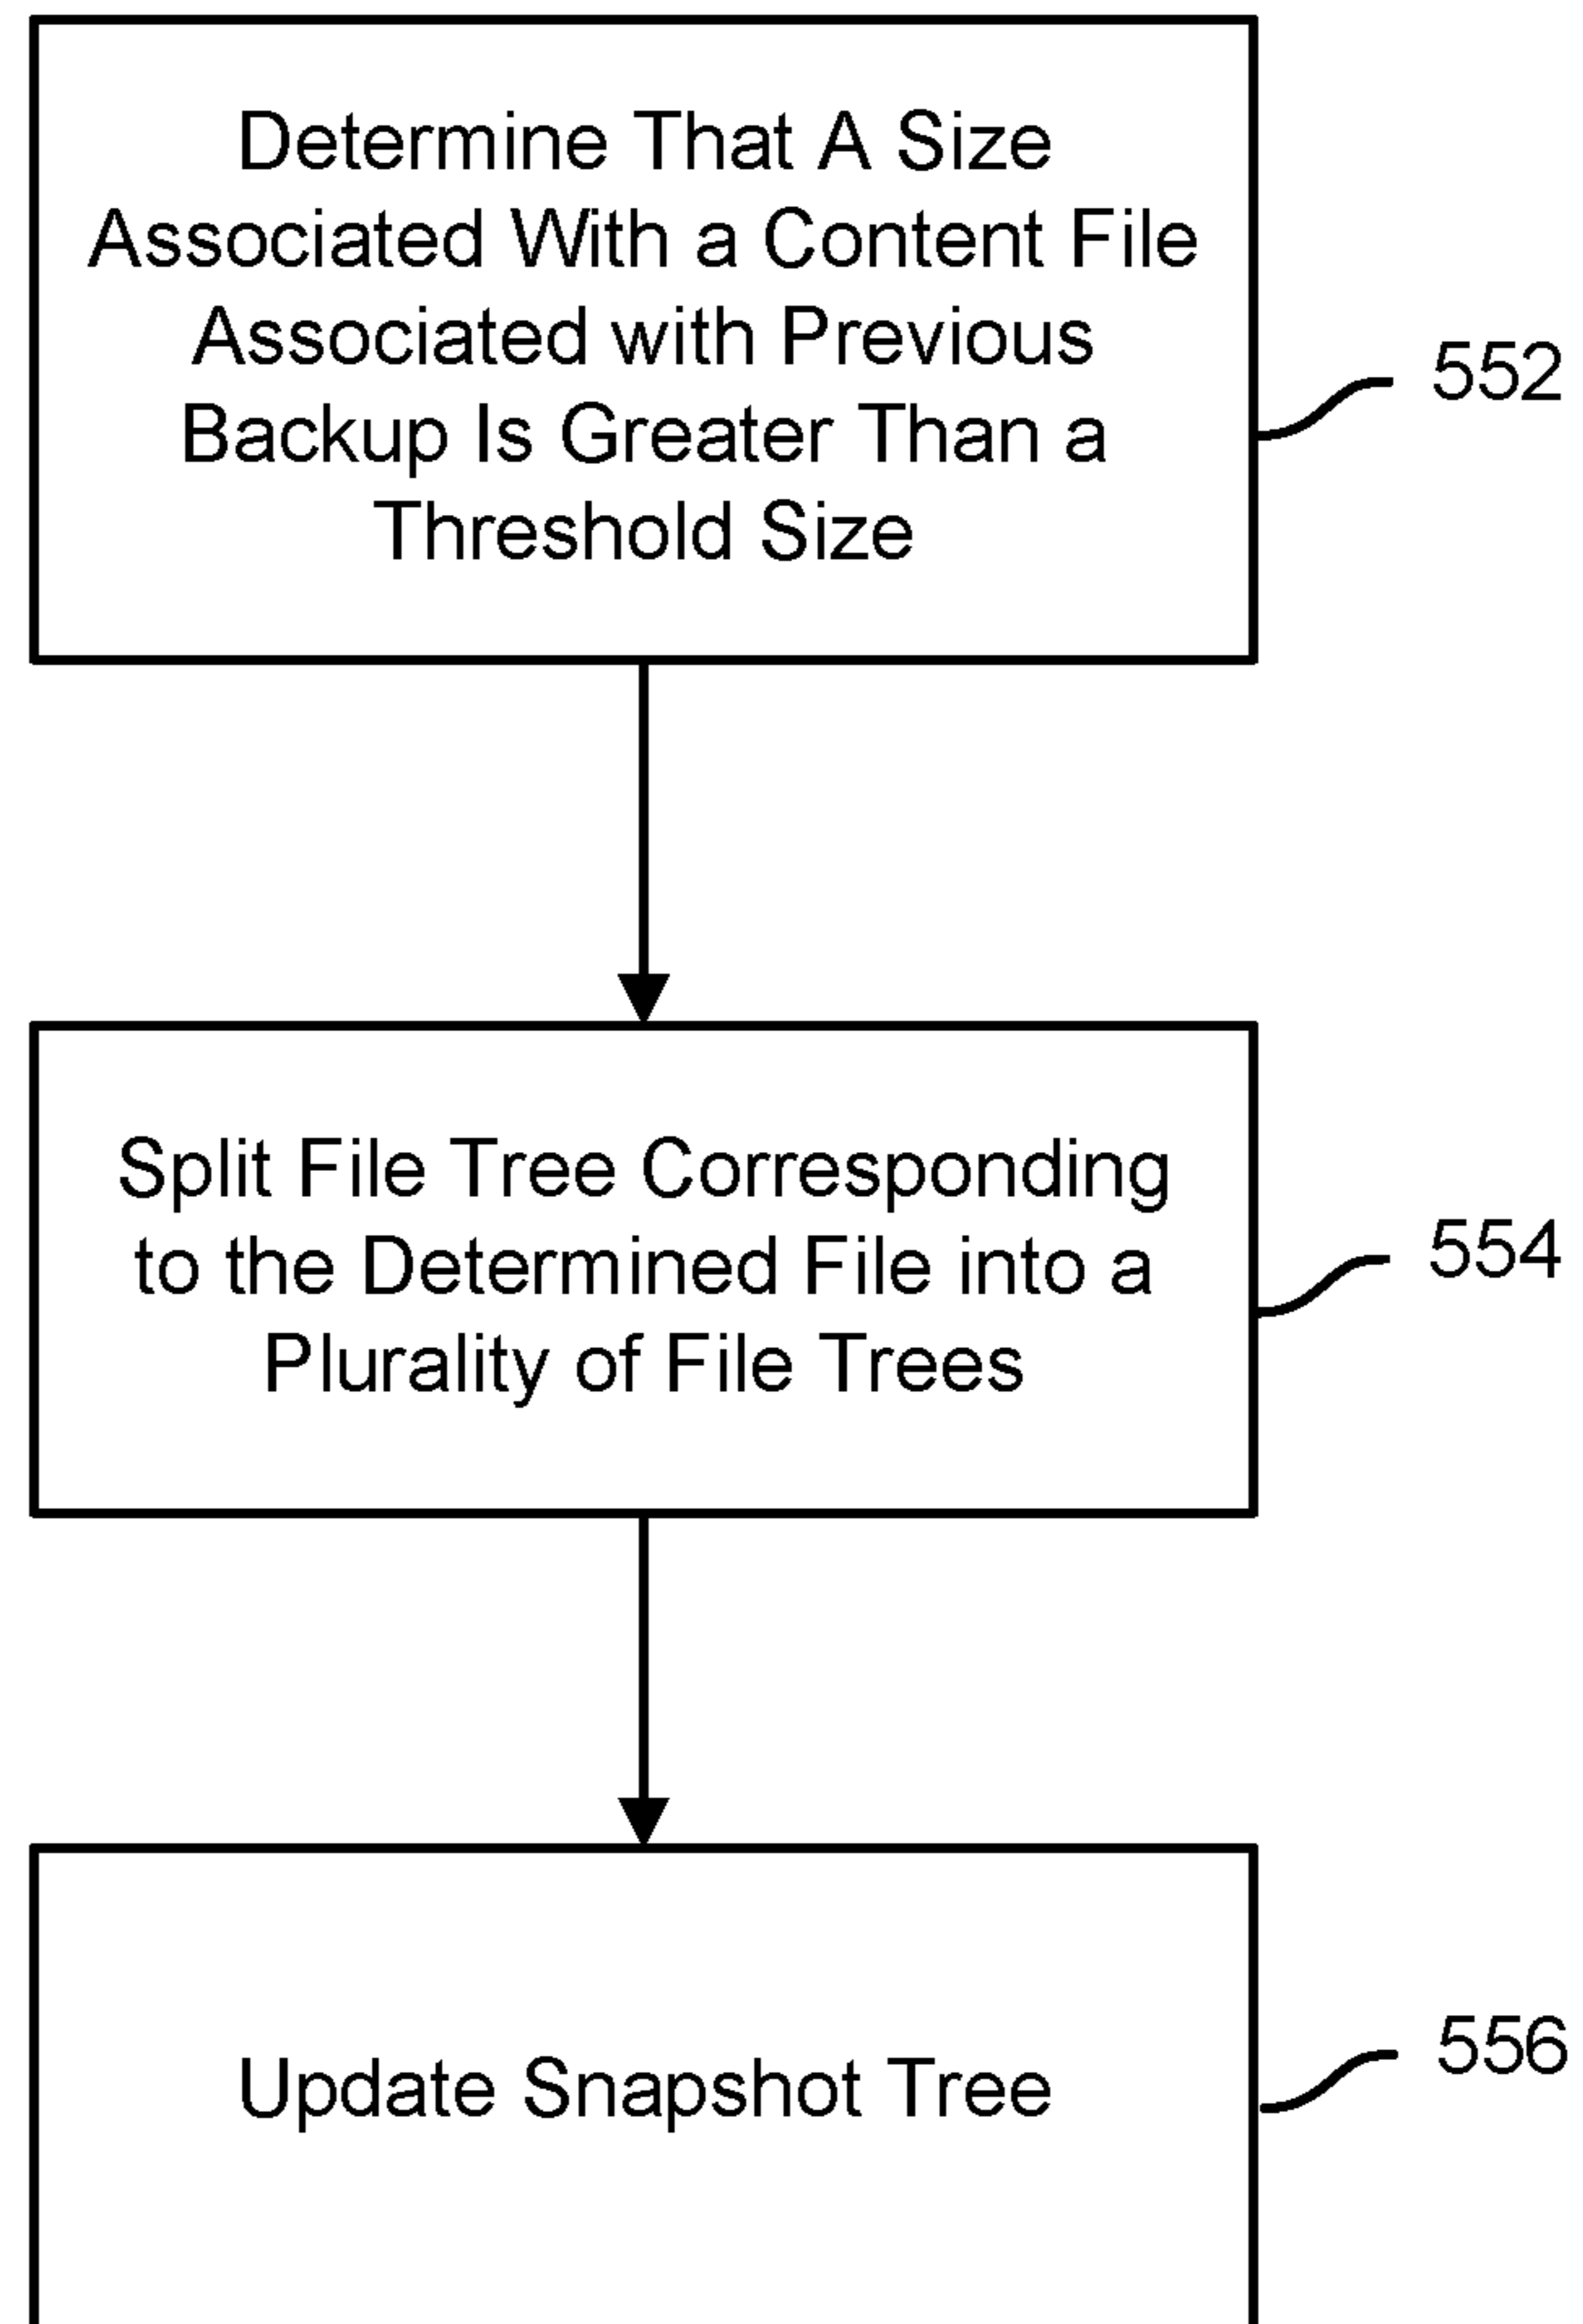 Determine That A Size
Associated With a Content File
Associated with Previous
Backup Is Greater Than a
Threshold Size
552
Split File Tree Corresponding
to the Determined File into a
Plurality of File Trees
554
Update Snapshot Tree
556